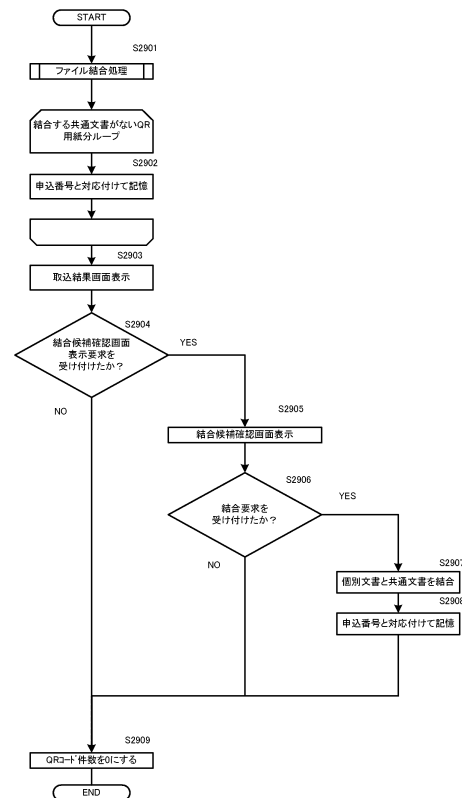 START
S2901
ファイル結合処理
結合する共通文書がないQR
用紙分ループ
S2902
申込番号と対応付けて記憶
S2903
取込結果画面表示
S2904
結合候補確認画面
表示要求を
受け付けたか？
YES
NO
S2905
結合候補確認画面表示
S2906
結合要求を
受け付けたか？
YES
NO
S2907
個別文書と共通文書を結合
S2908
申込番号と対応付けて記憶
S2909
QRコード件数を0にする
END